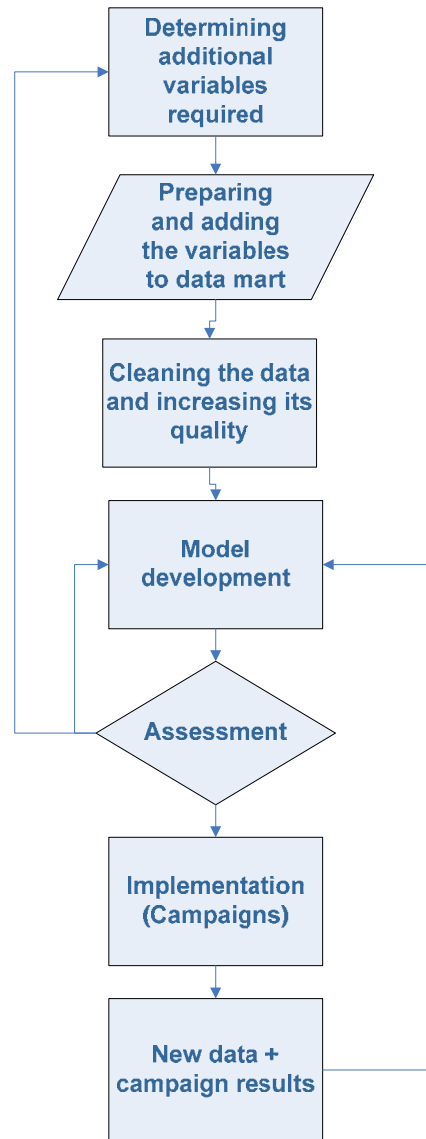 Determining
additional
variables
required
Preparing
and adding
the variables
to data mart
Cleaning the data
and increasing its
quality
Model
development
Assessment
Implementation
(Campaigns)
New data +
campaign results